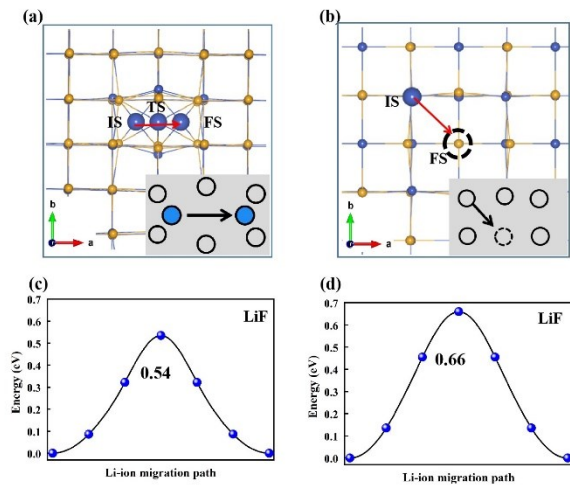 (a)
IS
TS
FS
b
a
(b)
IS
FS
b
a
(c)
0.7
0.6
0.5
0.4
0.3
0.2
0.1
0.0
Energy (eV)
LiF
0.54
Li-ion migration path
(d)
0.7
0.6
0.5
0.4
0.3
0.2
0.1
0.0
Energy (eV)
LiF
0.66
Li-ion migration path